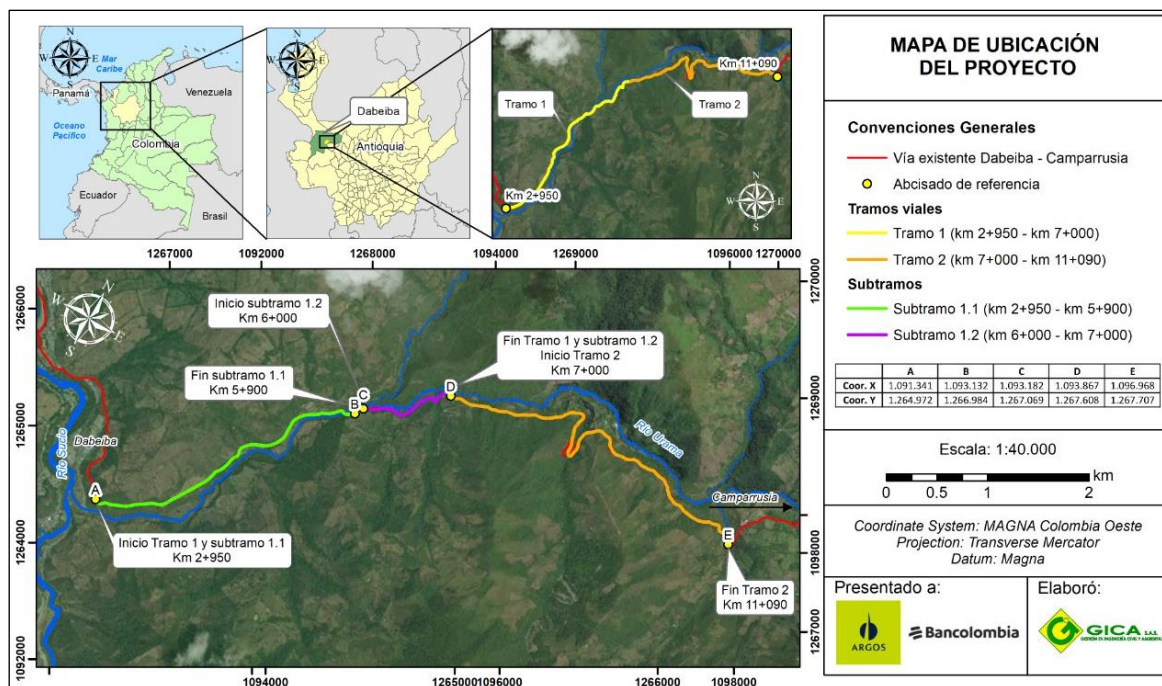 N
W E
S
Mar
Caribe
Panamá
Venezuela
Oceano
Pacífico
Colombia
Ecuador
Brasil
N
W E
S
Dabeiba
Antioquia
Km 11+090
Tramo 1
Tramo 2
Km 2+950
N
W E
S
1267000
1092000
1268000
1094000
1269000
1096000
1270000
1266000
1265000
1264000
1092000
1270000
1269000
1098000
1267000
1094000
1265000
1096000
1266000
1098000
N
W E
S
Inicio subtramo 1.2
Km 6+000
Fin subtramo 1.1
Km 5+900
Fin Tramo 1 y subtramo 1.2
Inicio Tramo 2
Km 7+000
B
C
D
A
E
Dabeiba
Río Sucio
Río Urama
Camparrusia
Inicio Tramo 1 y subtramo 1.1
Km 2+950
Fin Tramo 2
Km 11+090
MAPA DE UBICACIÓN
DEL PROYECTO
Convenciones Generales
Vía existente Dabeiba - Camparrusia
Abcisado de referencia
Tramos viales
Tramo 1 (km 2+950 - km 7+000)
Tramo 2 (km 7+000 - km 11+090)
Subtramos
Subtramo 1.1 (km 2+950 - km 5+900)
Subtramo 1.2 (km 6+000 - km 7+000)
A B C D E
Coor. X 1.091.341 1.093.132 1.093.182 1.093.867 1.096.968
Coor. Y 1.264.972 1.266.984 1.267.069 1.267.608 1.267.707
Escala: 1:40.000
km
0 0.5 1 2
Coordinate System: MAGNA Colombia Oeste
Projection: Transverse Mercator
Datum: Magna
Presentado a:
ARGOS
Bancolombia
Elaboró:
GICA S.A.S.
GESTIÓN DE INGENIERÍA CIVIL Y AMBIENTAL